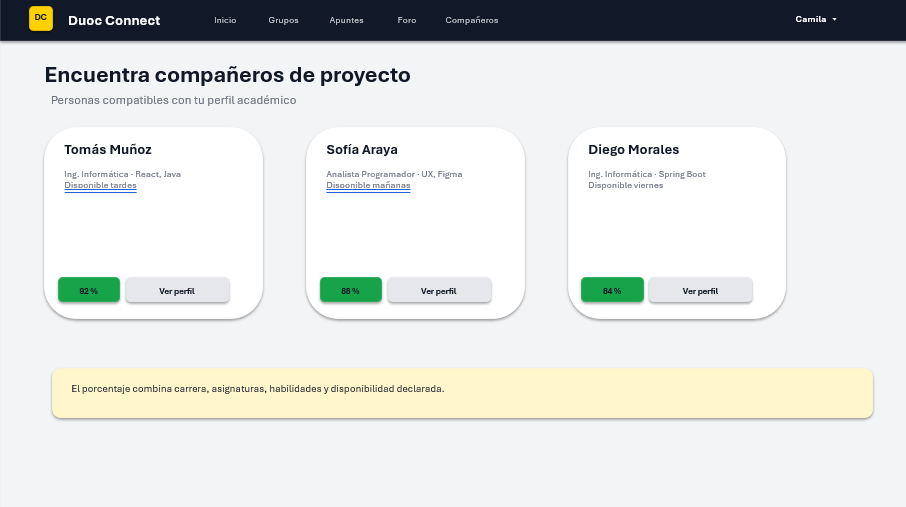 DC
Duoc Connect
Inicio
Grupos
Apuntes
Foro
Compañeros
Camila
Encuentra compañeros de proyecto
Personas compatibles con tu perfil académico
Tomás Muñoz
Ing. Informática · React, Java
Disponible tardes
92 %
Ver perfil
Sofía Araya
Analista Programador · UX, Figma
Disponible mañanas
88 %
Ver perfil
Diego Morales
Ing. Informática · Spring Boot
Disponible viernes
84 %
Ver perfil
El porcentaje combina carrera, asignaturas, habilidades y disponibilidad declarada.